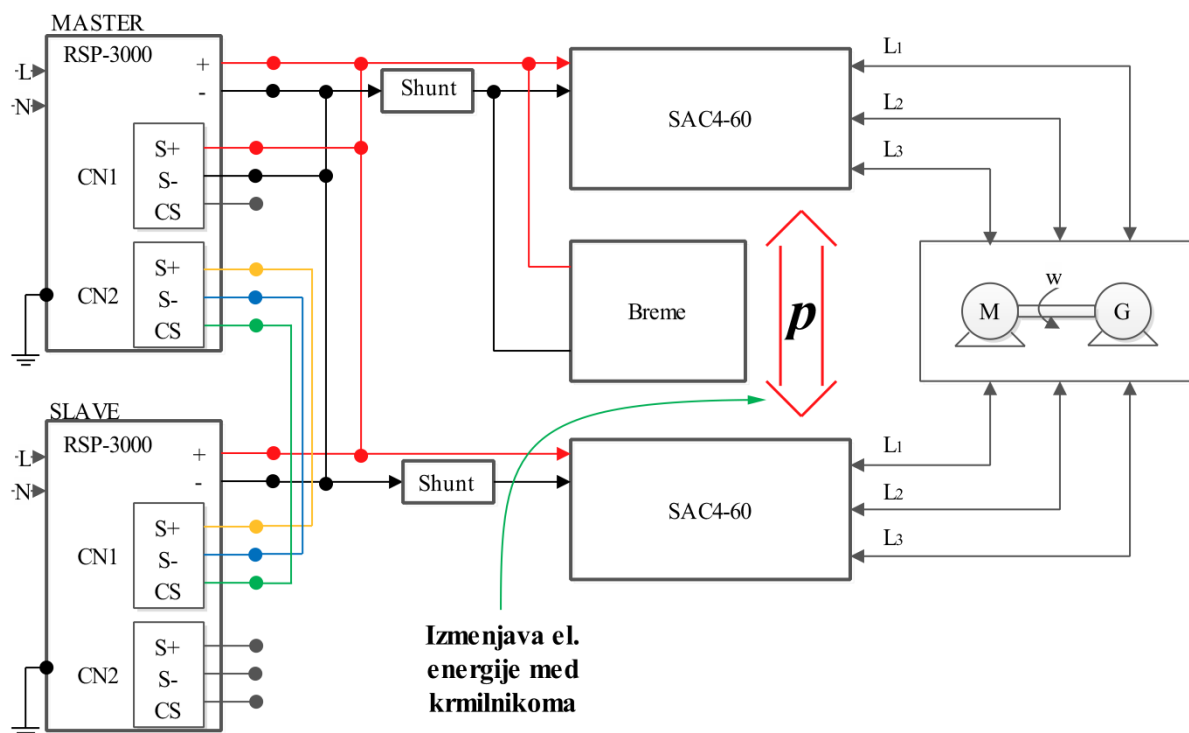 MASTER
RSP-3000
L
N
+
-
CN1
S+
S-
CS
CN2
S+
S-
CS
Shunt
SAC4-60
L1
L2
L3
Breme
p
M
w
G
SLAVE
RSP-3000
L
N
+
-
CN1
S+
S-
CS
CN2
S+
S-
CS
Shunt
SAC4-60
L1
L2
L3
Izmenjava el.
energije med
krmilnikoma